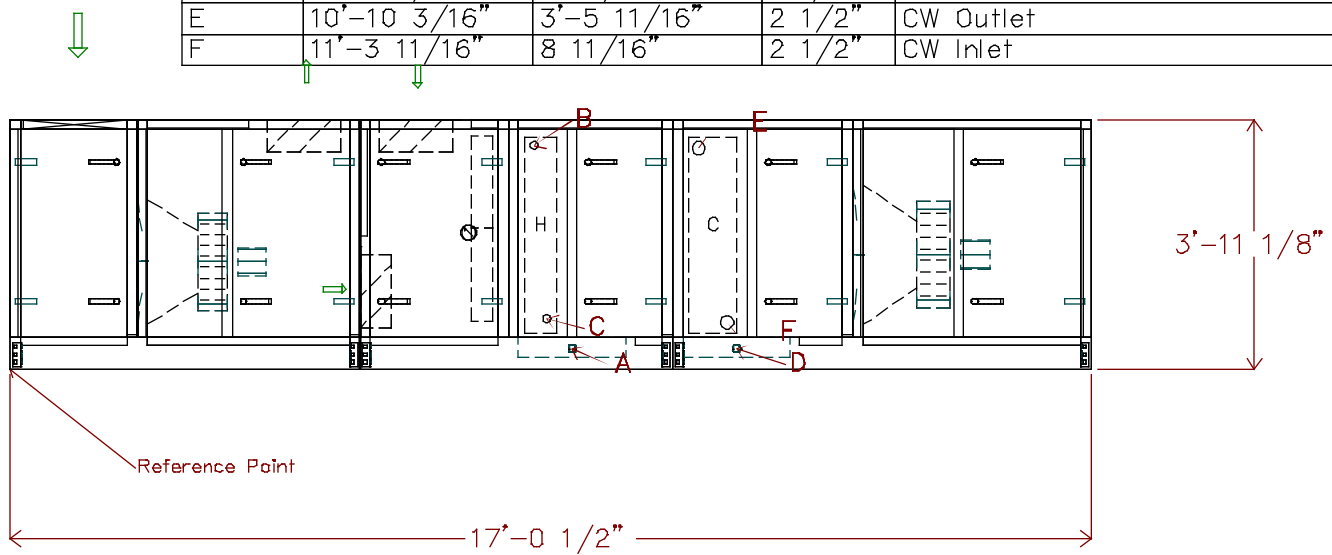 E 10'-10 3/16" 3'-5 11/16" 2 1/2" CW Outlet
F 11'-3 11/16" 8 11/16" 2 1/2" CW Inlet
B
E
H
C
3'-11 1/8"
C
F
A
D
Reference Point
17'-0 1/2"